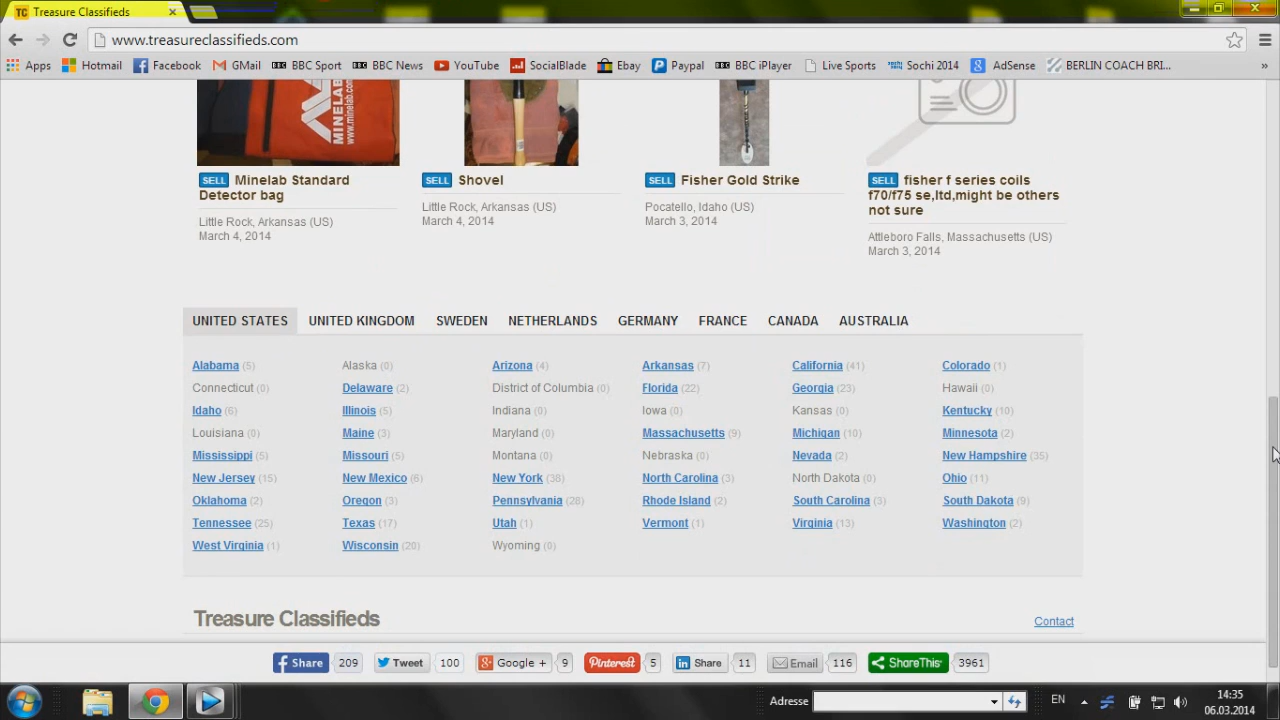 Treasure Classifieds
www.treasureclassifieds.com
Apps Hotmail Facebook GMail BBC Sport BBC News YouTube SocialBlade Ebay Paypal BBC iPlayer Live Sports Sochi 2014 AdSense BERLIN COACH BRI... »
MINELAB
www.minelab.com
SELL Minelab Standard
Detector bag
Little Rock, Arkansas (US)
March 4, 2014
SELL Shovel
Little Rock, Arkansas (US)
March 4, 2014
SELL Fisher Gold Strike
Pocatello, Idaho (US)
March 3, 2014
SELL fisher f series coils
f70/f75 se,ltd,might be others
not sure
Attleboro Falls, Massachusetts (US)
March 3, 2014
UNITED STATES UNITED KINGDOM SWEDEN NETHERLANDS GERMANY FRANCE CANADA AUSTRALIA
Alabama (5) Alaska (0) Arizona (4) Arkansas (7) California (41) Colorado (1)
Connecticut (0) Delaware (2) District of Columbia (0) Florida (22) Georgia (23) Hawaii (0)
Idaho (6) Illinois (5) Indiana (0) Iowa (0) Kansas (0) Kentucky (10)
Louisiana (0) Maine (3) Maryland (0) Massachusetts (9) Michigan (10) Minnesota (2)
Mississippi (5) Missouri (5) Montana (0) Nebraska (0) Nevada (2) New Hampshire (35)
New Jersey (15) New Mexico (6) New York (38) North Carolina (3) North Dakota (0) Ohio (11)
Oklahoma (2) Oregon (3) Pennsylvania (28) Rhode Island (2) South Carolina (3) South Dakota (9)
Tennessee (25) Texas (17) Utah (1) Vermont (1) Virginia (13) Washington (2)
West Virginia (1) Wisconsin (20) Wyoming (0)
Treasure Classifieds Contact
Share 209 Tweet 100 Google + 9 Pinterest 5 Share 11 Email 116 ShareThis 3961
Adresse EN 14:35
06.03.2014